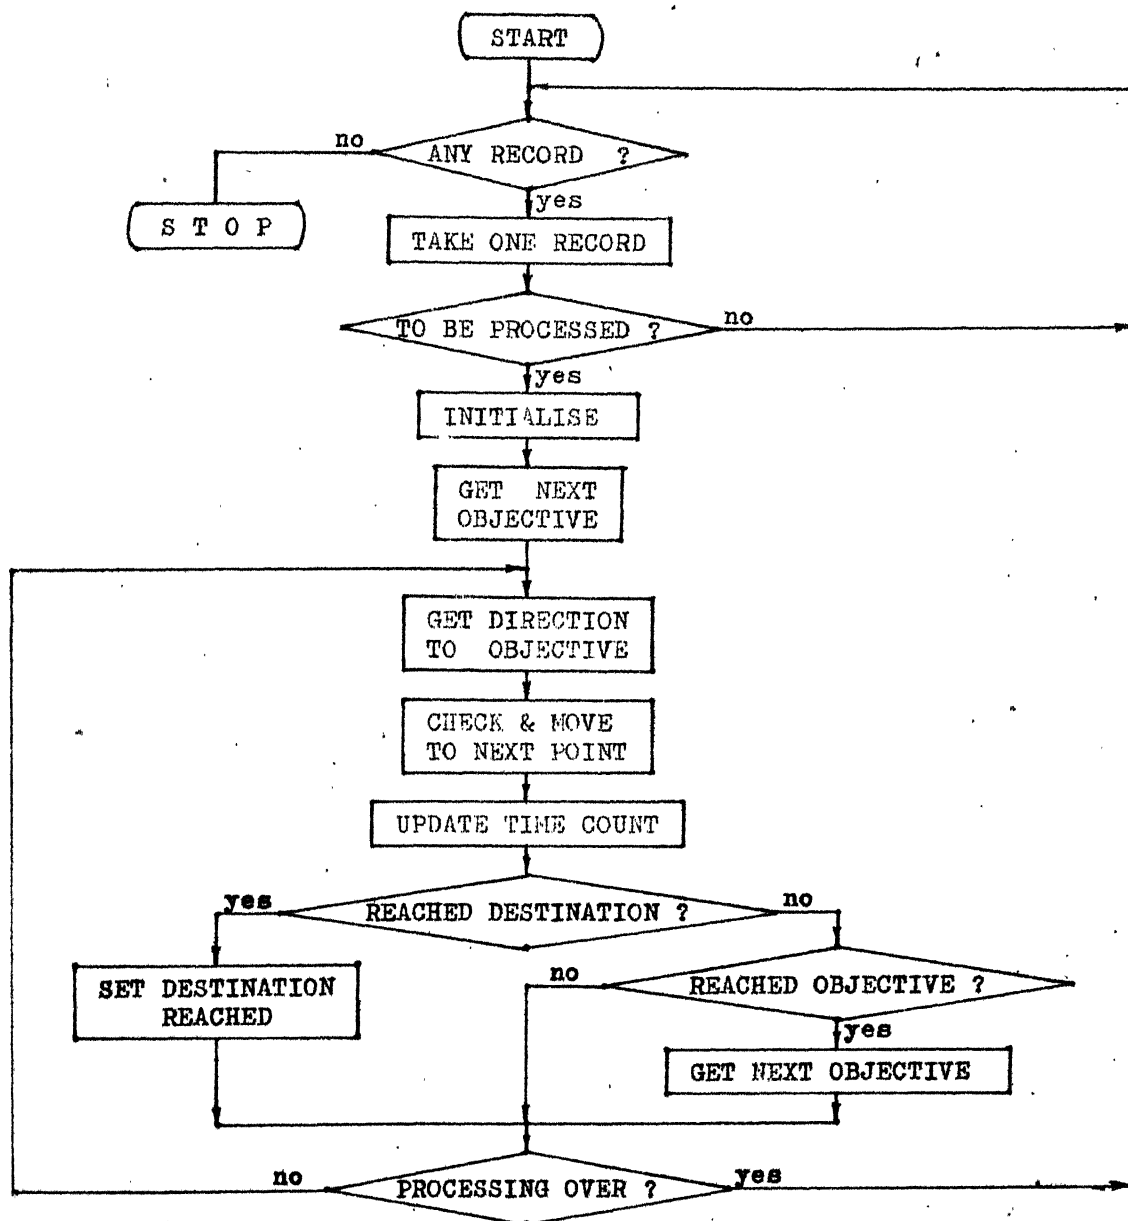 START
no
ANY RECORD ?
yes
S T O P
TAKE ONE RECORD
TO BE PROCESSED ?
no
yes
INITIALISE
GET NEXT
OBJECTIVE
GET DIRECTION
TO OBJECTIVE
CHECK & MOVE
TO NEXT POINT
UPDATE TIME COUNT
yes
REACHED DESTINATION ?
no
SET DESTINATION
REACHED
no
REACHED OBJECTIVE ?
yes
GET NEXT OBJECTIVE
no
PROCESSING OVER ?
yes